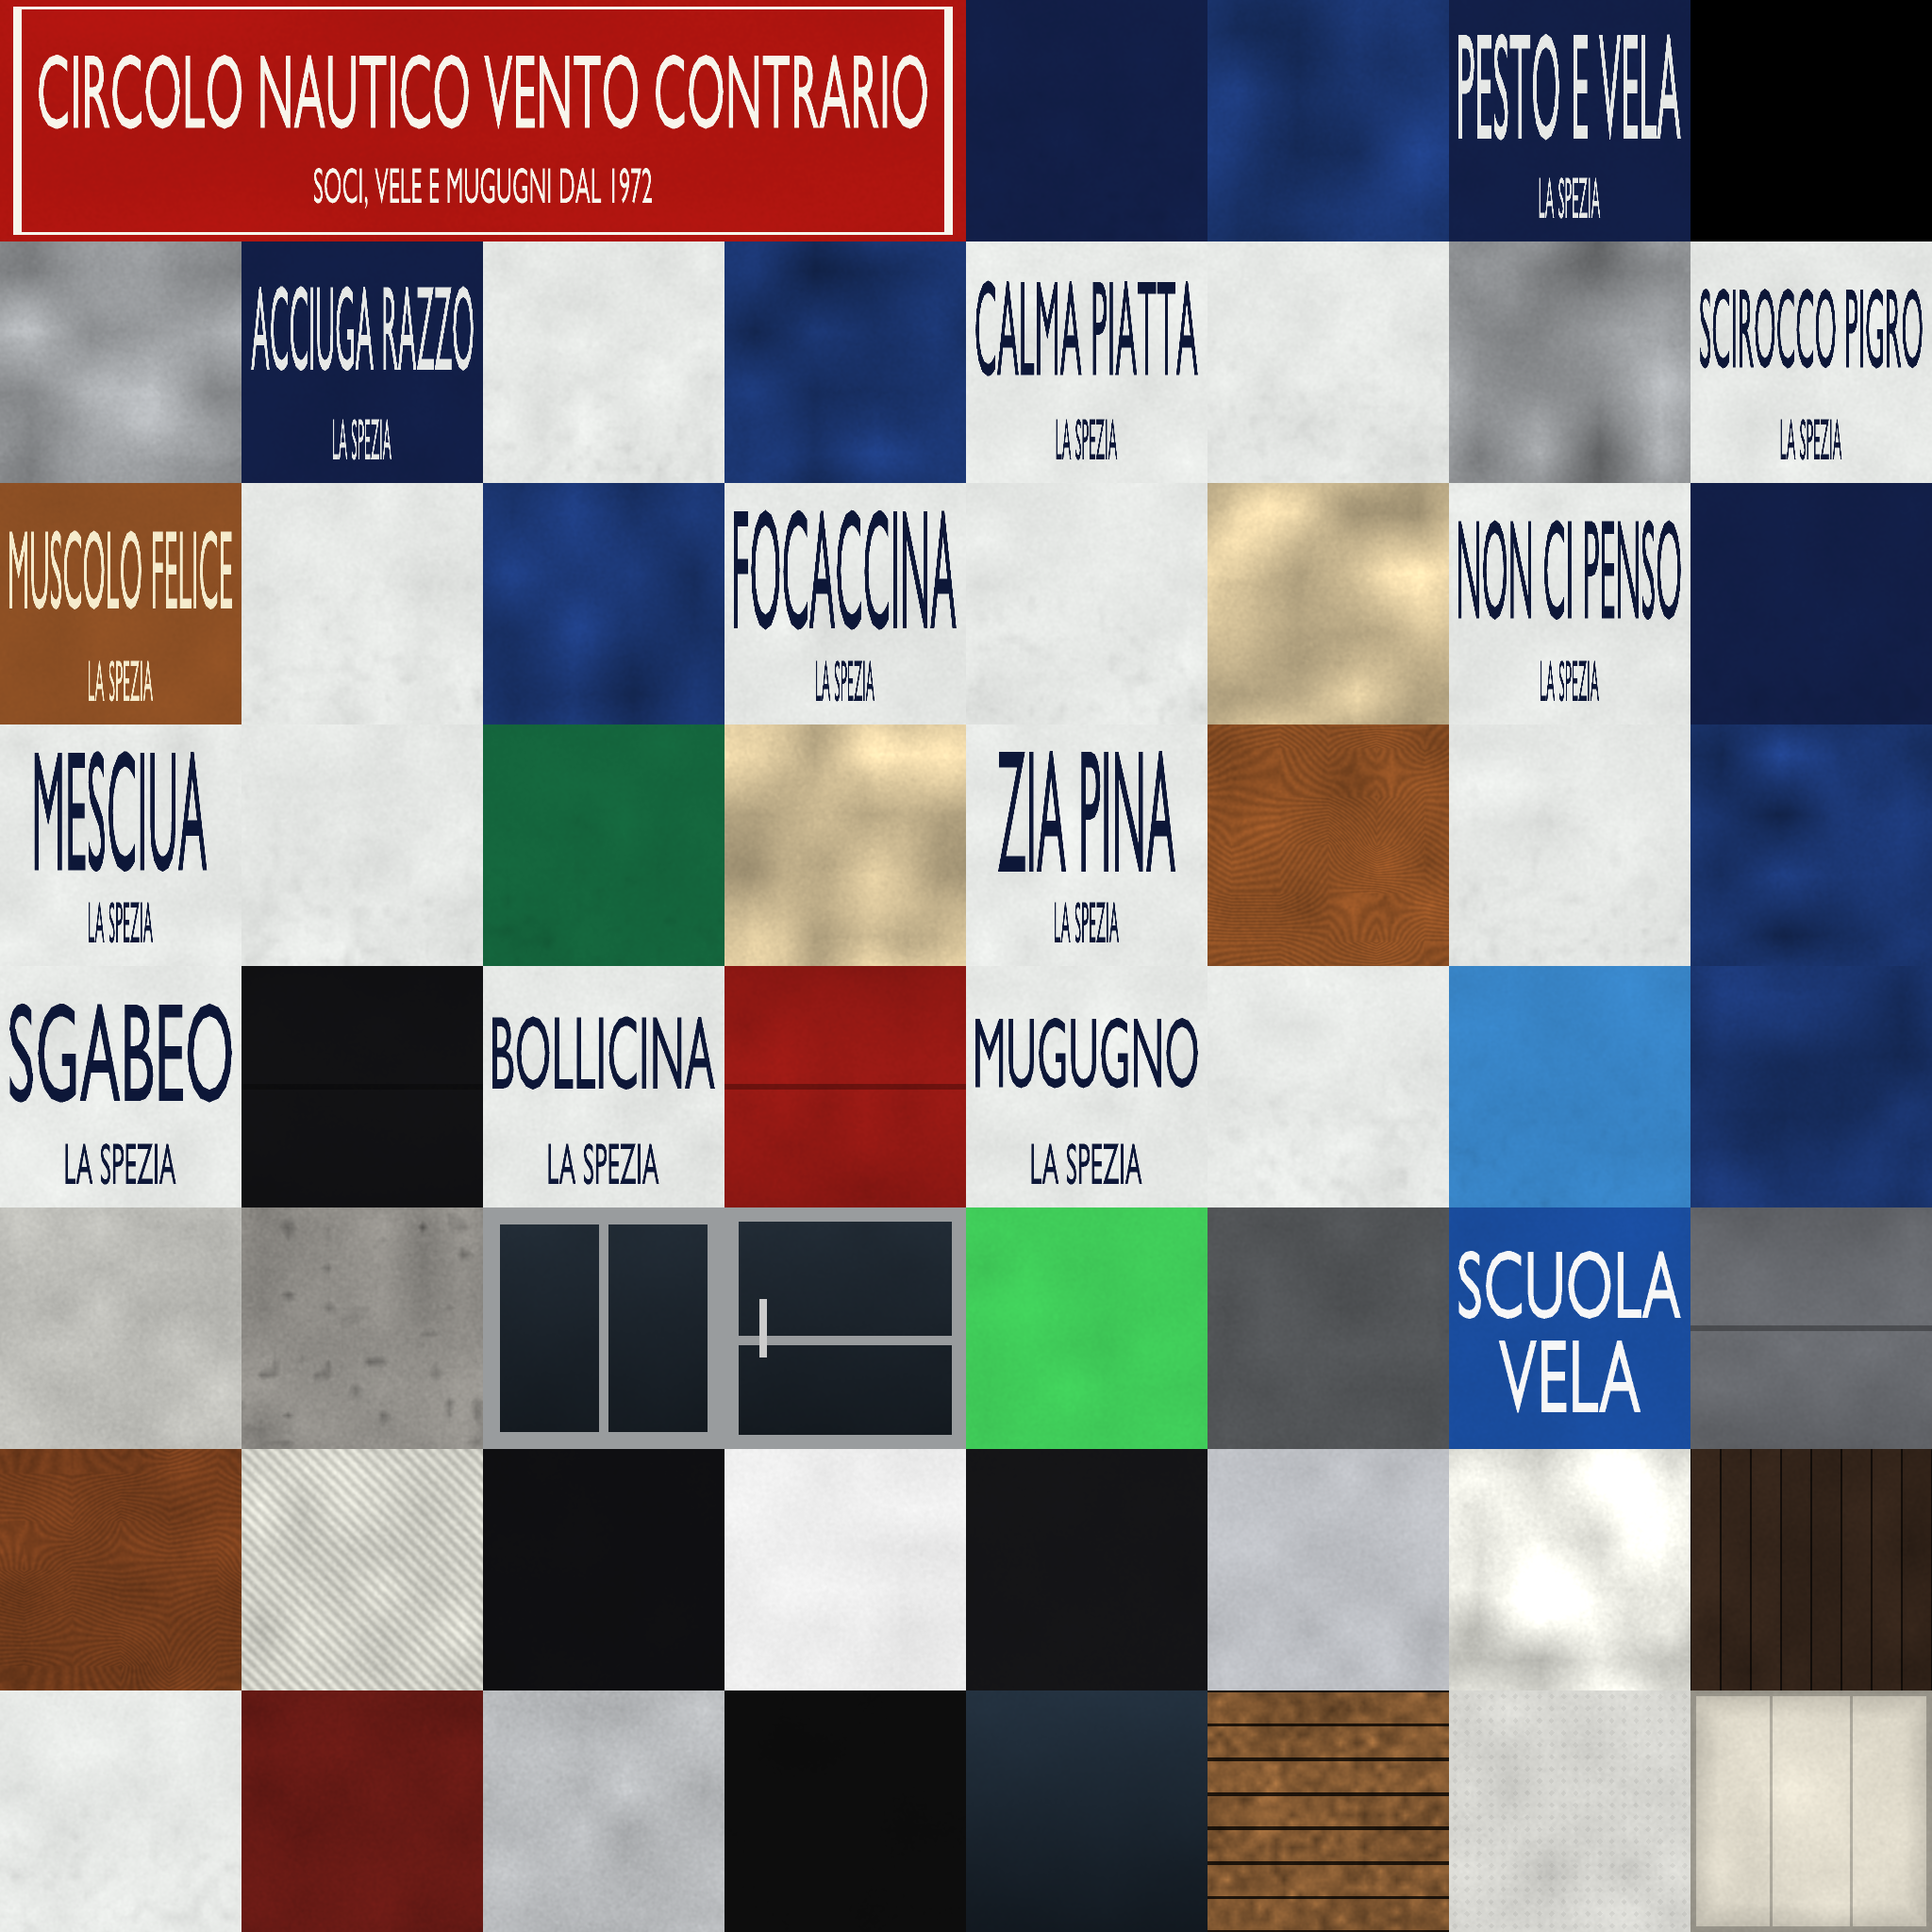 CIRCOLO NAUTICO VENTO CONTRARIO
SOCI, VELE E MUGUGNI DAL 1972
PESTO E VELA
LA SPEZIA
ACCIUGA RAZZO
LA SPEZIA
CALMA PIATTA
LA SPEZIA
SCIROCCO PIGRO
LA SPEZIA
MUSCOLO FELICE
LA SPEZIA
FOCACCINA
LA SPEZIA
NON CI PENSO
LA SPEZIA
MESCIUA
LA SPEZIA
ZIA PINA
LA SPEZIA
SGABEO
LA SPEZIA
BOLLICINA
LA SPEZIA
MUGUGNO
LA SPEZIA
SCUOLA
VELA